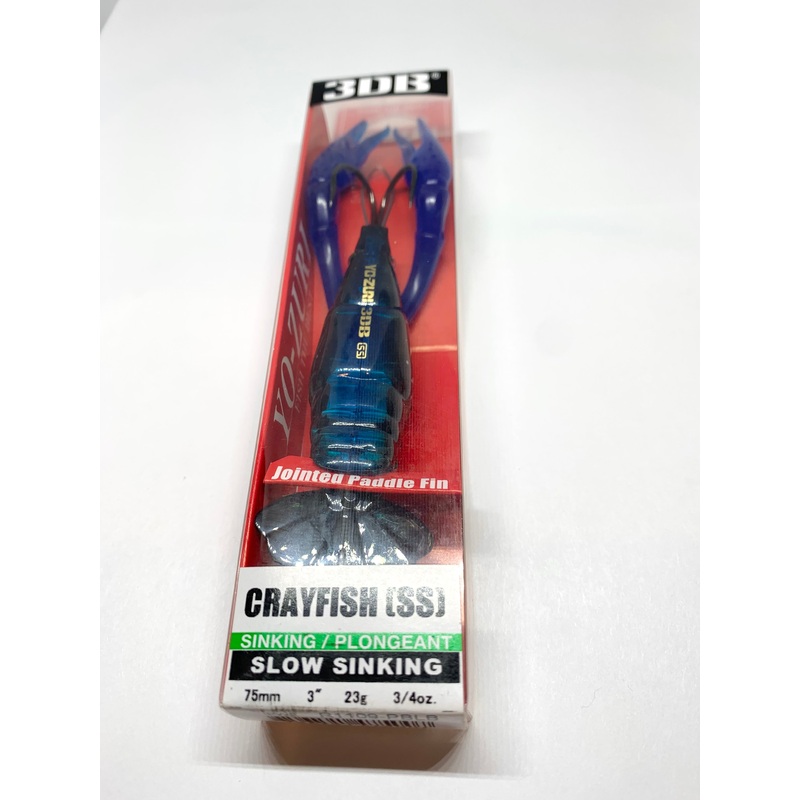 3DB®
YO-ZURI
YO-ZURI 3DB
SS
Jointed Paddle Fin
CRAYFISH (SS)
SINKING / PLONGEANT
SLOW SINKING
75mm 3" 23g 3/4oz.